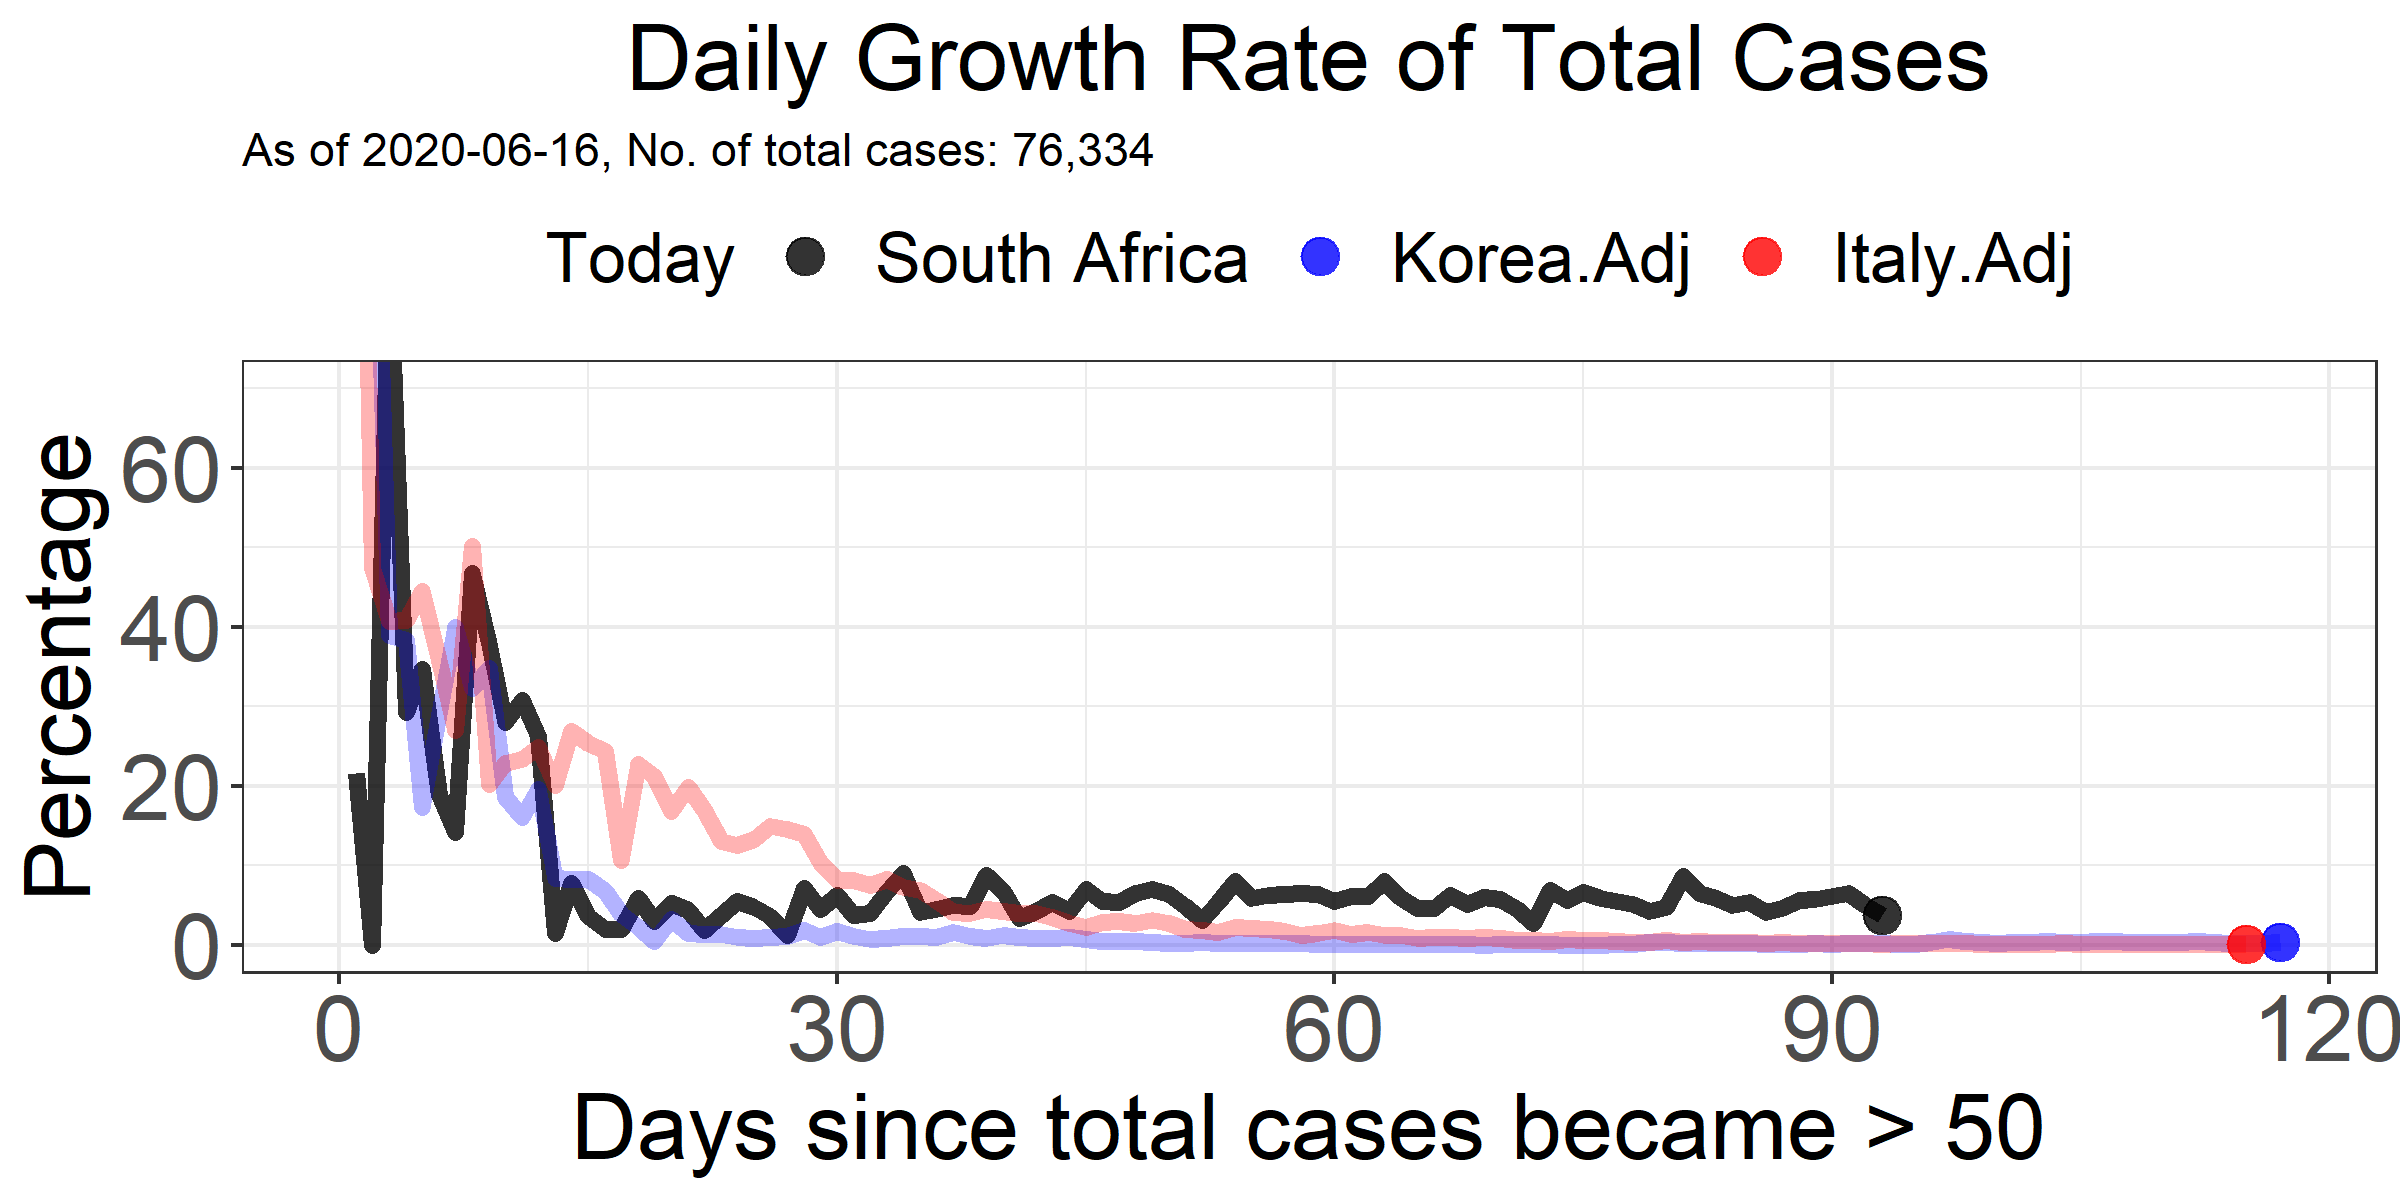 Daily Growth Rate of Total Cases
As of 2020-06-16, No. of total cases: 76,334
Today South Africa Korea.Adj Italy.Adj
Percentage
60
40
20
0
0 30 60 90 120
Days since total cases became > 50